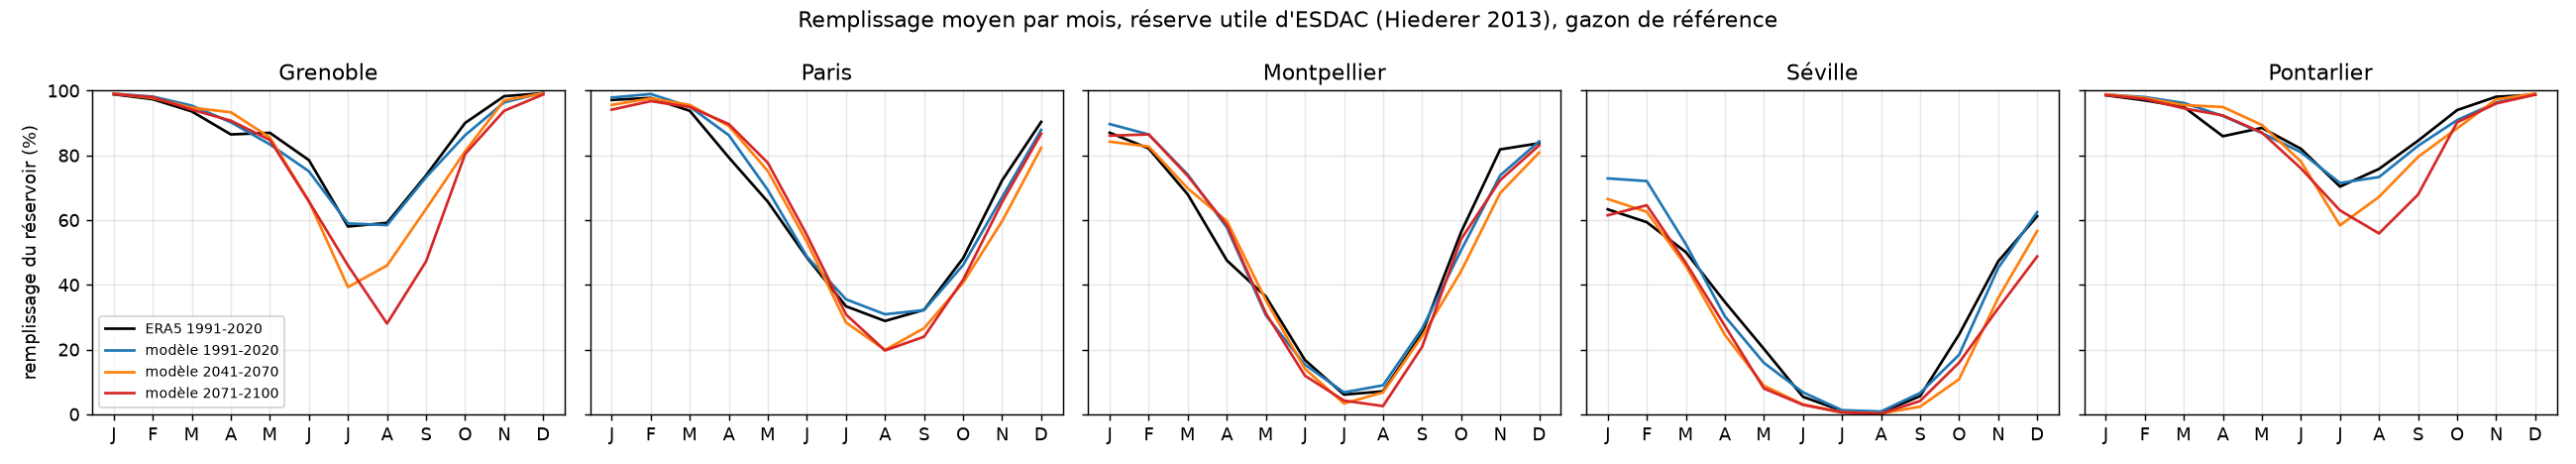 Remplissage moyen par mois, réserve utile d'ESDAC (Hiederer 2013), gazon de référence
Grenoble
Paris
Montpellier
Séville
Pontarlier
remplissage du réservoir (%)
100
80
60
40
20
0
ERA5 1991-2020
modèle 1991-2020
modèle 2041-2070
modèle 2071-2100
J F M A M J J A S O N D
J F M A M J J A S O N D
J F M A M J J A S O N D
J F M A M J J A S O N D
J F M A M J J A S O N D